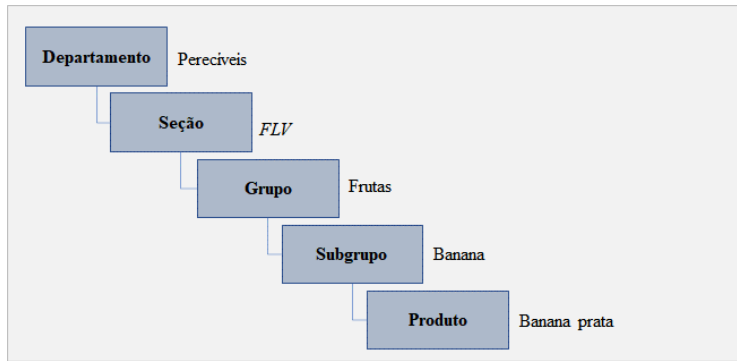 Departamento Perecíveis
Seção FLV
Grupo Frutas
Subgrupo Banana
Produto Banana prata